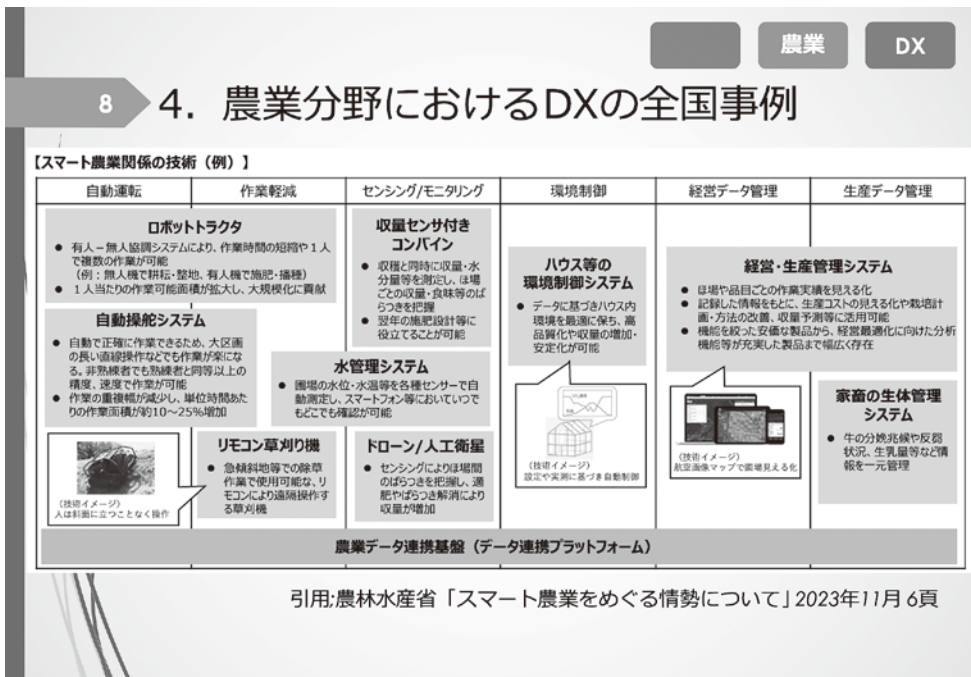 農業
DX
8
4. 農業分野におけるDXの全国事例
【スマート農業関係の技術（例）】
自動運転
作業軽減
センシング/モニタリング
環境制御
経営データ管理
生産データ管理
ロボットトラクタ
● 有人－無人協調システムにより、作業時間の短縮や１人
で複数の作業が可能
（例：無人機で耕耘・整地、有人機で施肥・播種）
● １人当たりの作業可能面積が拡大し、大規模化に貢献
自動操舵システム
● 自動で正確に作業できるため、大区画
の長い直線操作などでも作業が楽にな
る。非熟練者でも熟練者と同等以上の
精度、速度で作業が可能
● 作業の重複幅が減少し、単位時間あた
りの作業面積が約10～25%増加
（技術イメージ）
人は斜面に立つことなく操作
リモコン草刈り機
● 急傾斜地等での除草
作業で使用可能な、リ
モコンにより遠隔操作す
る草刈機
収量センサ付き
コンバイン
● 収穫と同時に収量・水
分量等を測定し、ほ場
ごとの収量・食味等のば
らつきを把握
● 翌年の施肥設計等に
役立てることが可能
水管理システム
● 圃場の水位・水温等を各種センサーで自
動測定し、スマートフォン等においていつで
もどこでも確認が可能
ドローン/人工衛星
● センシングによりほ場間
のばらつきを把握し、適
肥やばらつき解消により
収量が増加
ハウス等の
環境制御システム
● データに基づきハウス内
環境を最適に保ち、高
品質化や収量の増加・
安定化が可能
（技術イメージ）
設定や実測に基づき自動制御
経営・生産管理システム
● ほ場や品目ごとの作業実績を見える化
● 記録した情報をもとに、生産コストの見える化や栽培計
画・方法の改善、収量予測等に活用可能
● 機能を絞った安価な製品から、経営最適化に向けた分析
機能等が充実した製品まで幅広く存在
（技術イメージ）
航空画像マップで圃場見える化
家畜の生体管理
システム
● 牛の分娩兆候や反芻
状況、生乳量等など情
報を一元管理
農業データ連携基盤（データ連携プラットフォーム）
引用;農林水産省「スマート農業をめぐる情勢について」2023年11月 6頁